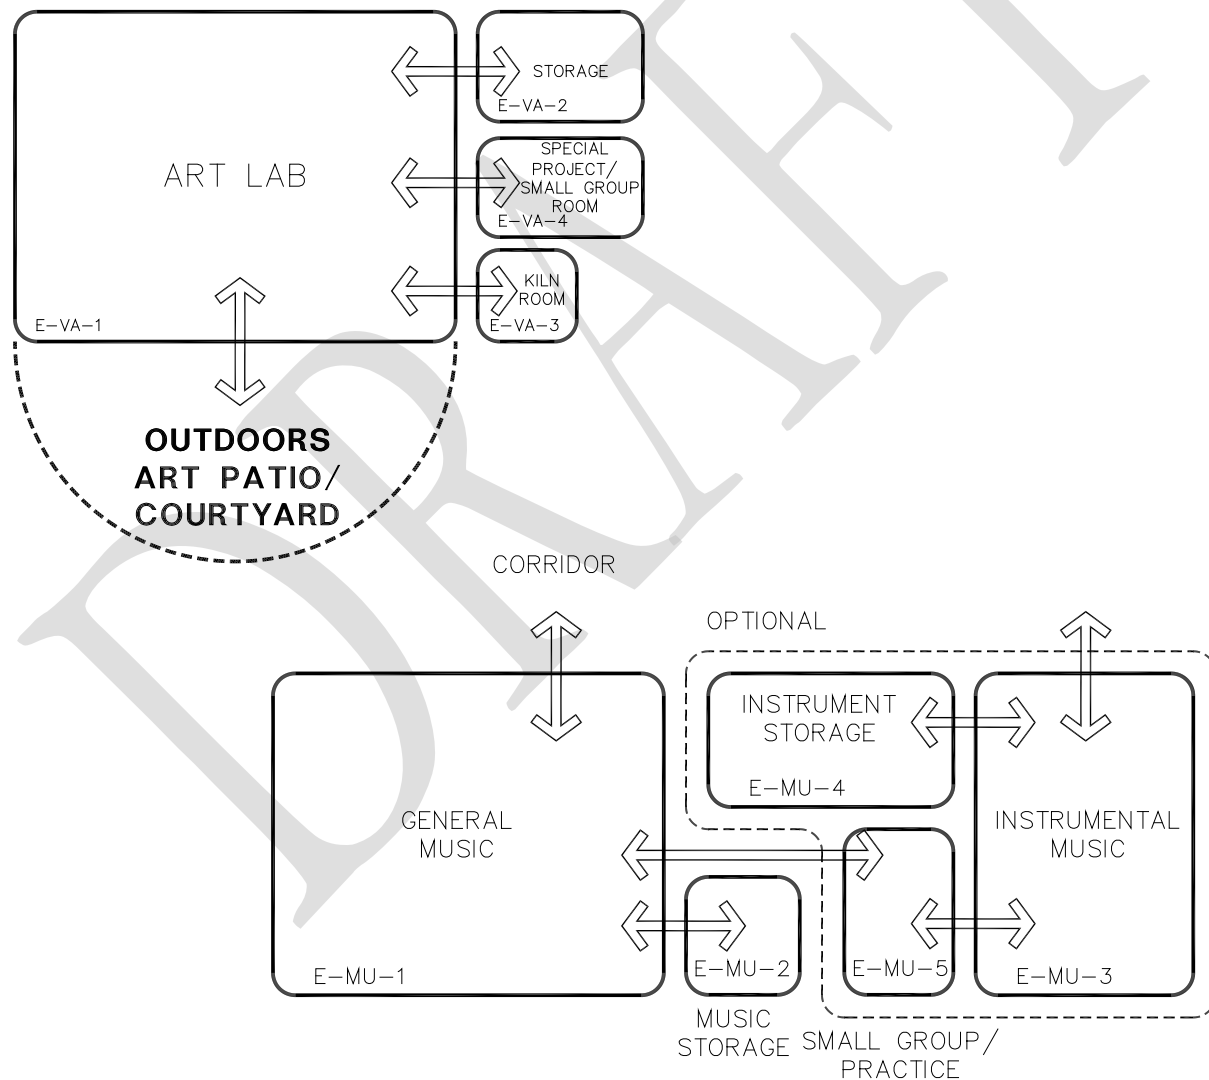 STORAGE
E-VA-2
ART LAB
SPECIAL
PROJECT/
SMALL GROUP
ROOM
E-VA-4
KILN
ROOM
E-VA-3
E-VA-1
OUTDOORS
ART PATIO/
COURTYARD
CORRIDOR
OPTIONAL
INSTRUMENT
STORAGE
E-MU-4
GENERAL
MUSIC
INSTRUMENTAL
MUSIC
E-MU-1
E-MU-2
E-MU-5
E-MU-3
MUSIC
STORAGE
SMALL GROUP/
PRACTICE
DRAFT